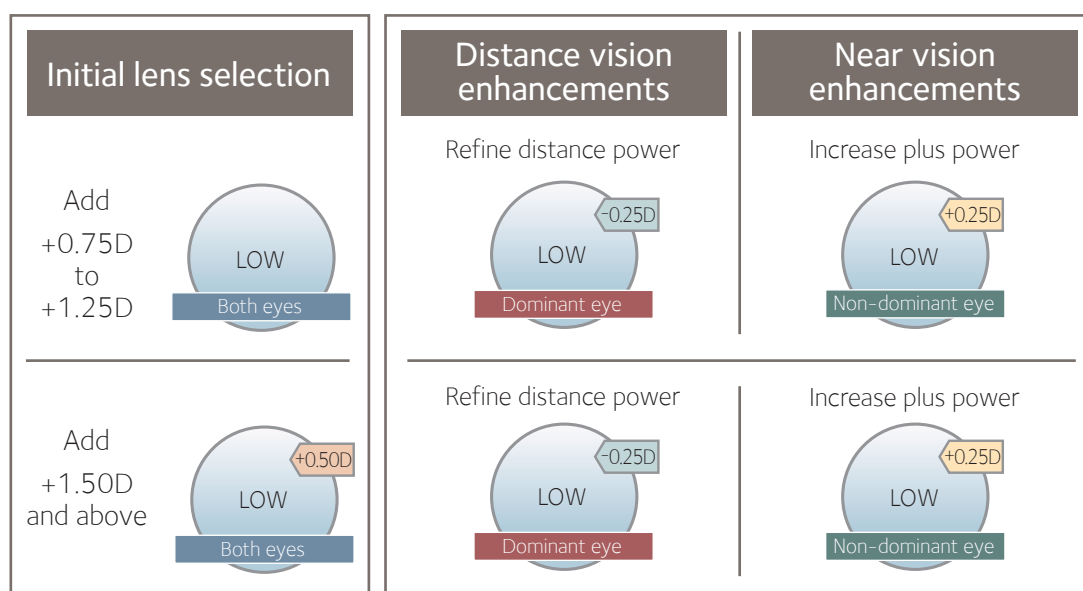 Initial lens selection
Add
+0.75D
to
+1.25D
LOW
Both eyes
Add
+1.50D
and above
+0.50D
LOW
Both eyes
Distance vision
enhancements
Near vision
enhancements
Refine distance power
-0.25D
LOW
Dominant eye
Increase plus power
+0.25D
LOW
Non-dominant eye
Refine distance power
-0.25D
LOW
Dominant eye
Increase plus power
+0.25D
LOW
Non-dominant eye